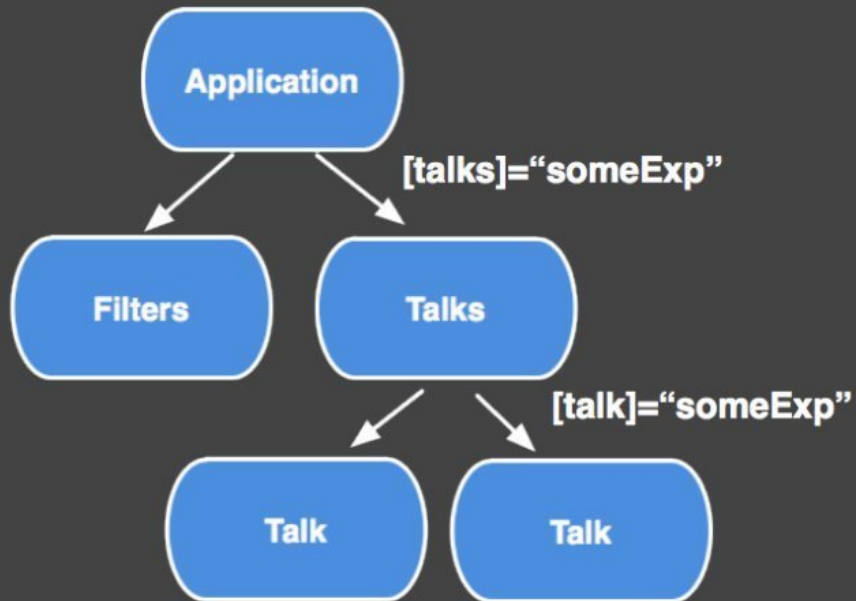 Application
[talks]=“someExp”
Filters
Talks
[talk]=“someExp”
Talk
Talk